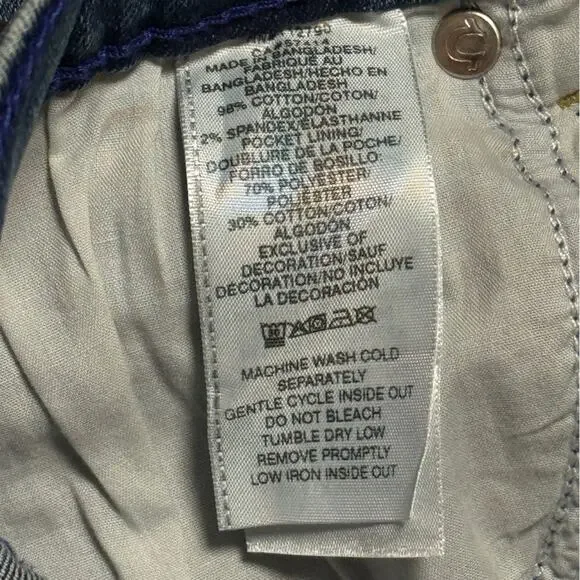 MADE IN BANGLADESH/
FABRIQUÉ AU
BANGLADESH/HECHO EN
BANGLADESH
98% COTTON/COTON/
ALGODON
2% SPANDEX/ELASTHANNE
POCKET LINING/
DOUBLURE DE LA POCHE/
FORRO DE BOSILLO:
70% POLYESTER/
POLIESTER
30% COTTON/COTON/
ALGODON
EXCLUSIVE OF
DECORATION/SAUF
DECORATION/NO INCLUYE
LA DECORACIÓN
MACHINE WASH COLD
SEPARATELY
GENTLE CYCLE INSIDE OUT
DO NOT BLEACH
TUMBLE DRY LOW
REMOVE PROMPTLY
LOW IRON INSIDE OUT